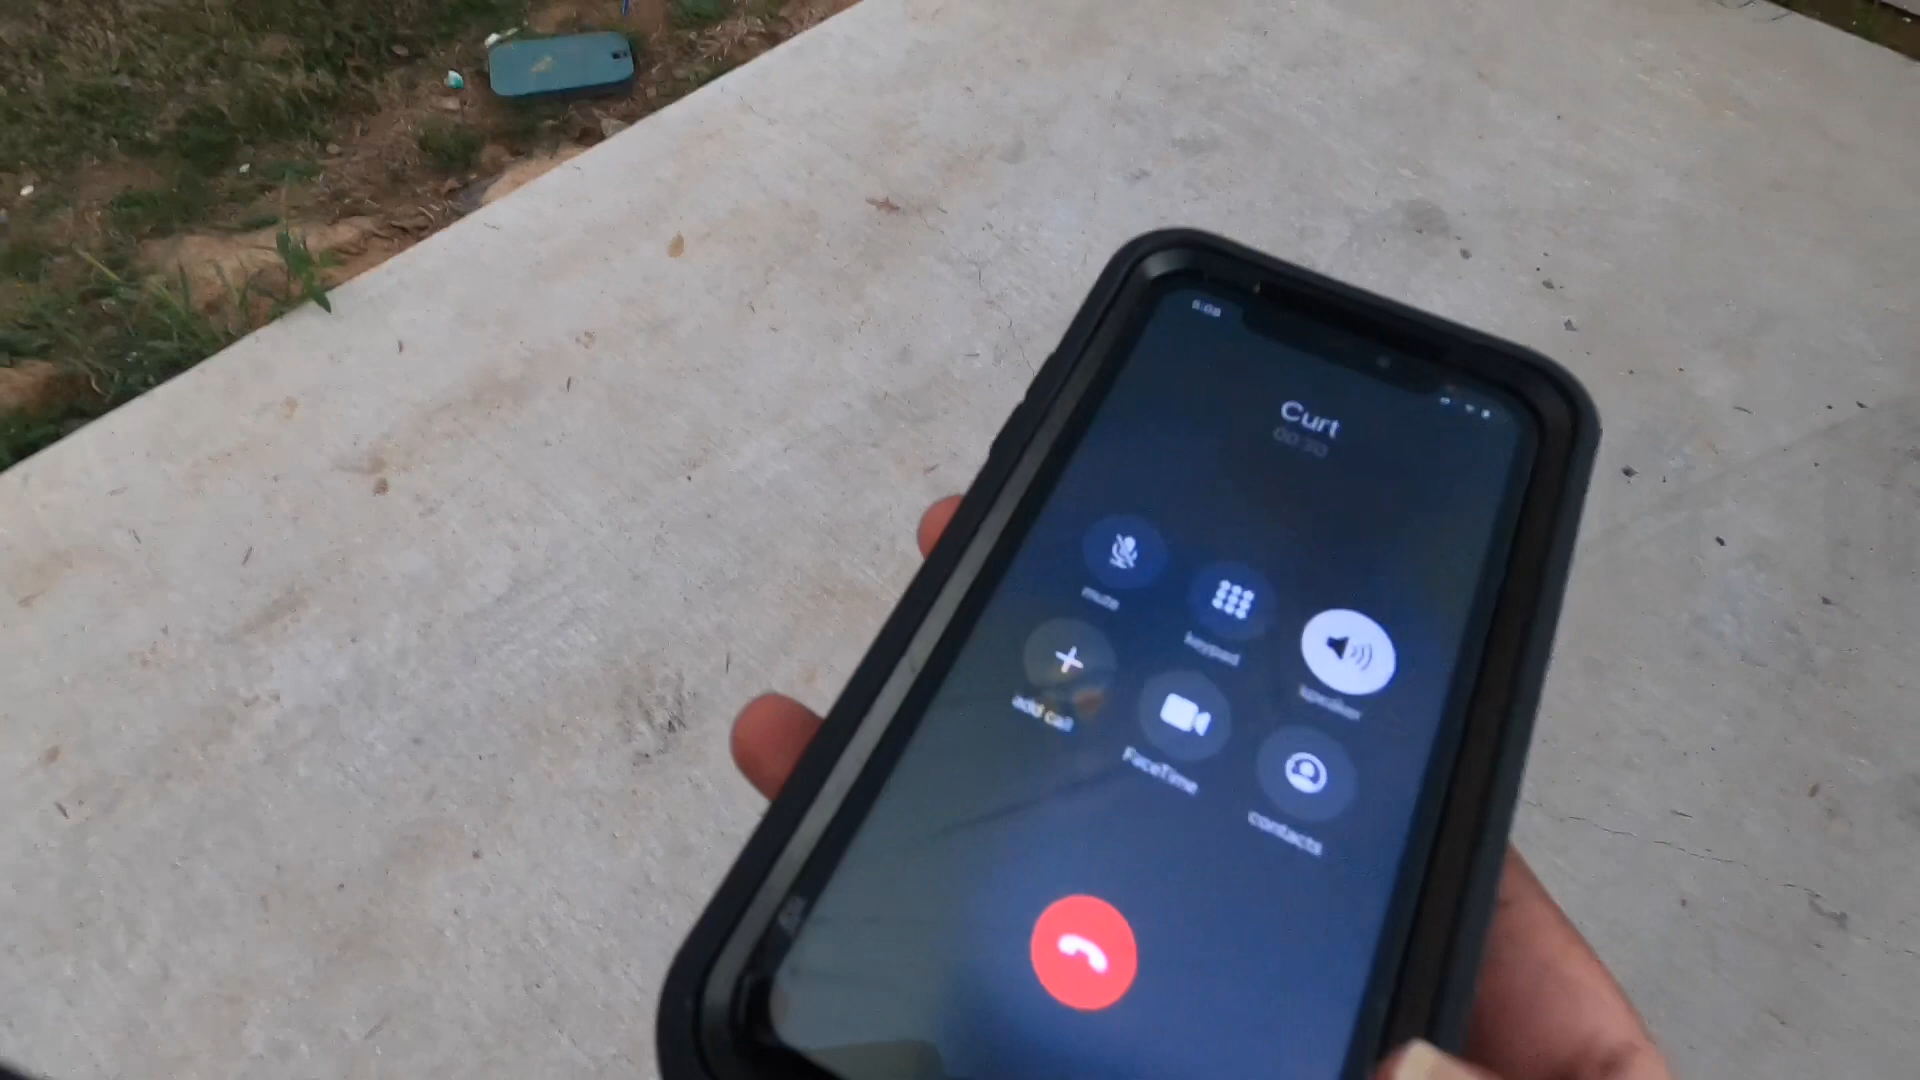 Curt
mute
keypad
speaker
add call
FaceTime
contacts